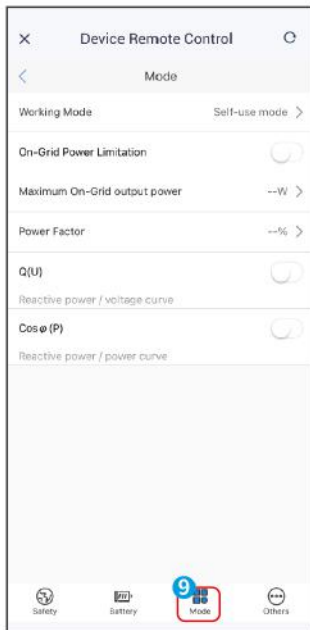 Device Remote Control
Mode
Working Mode Self-use mode
On-Grid Power Limitation
Maximum On-Grid output power --W
Power Factor --%
Q(U)
Reactive power / voltage curve
Cosφ(P)
Reactive power / power curve
9
Safety Battery Mode Others